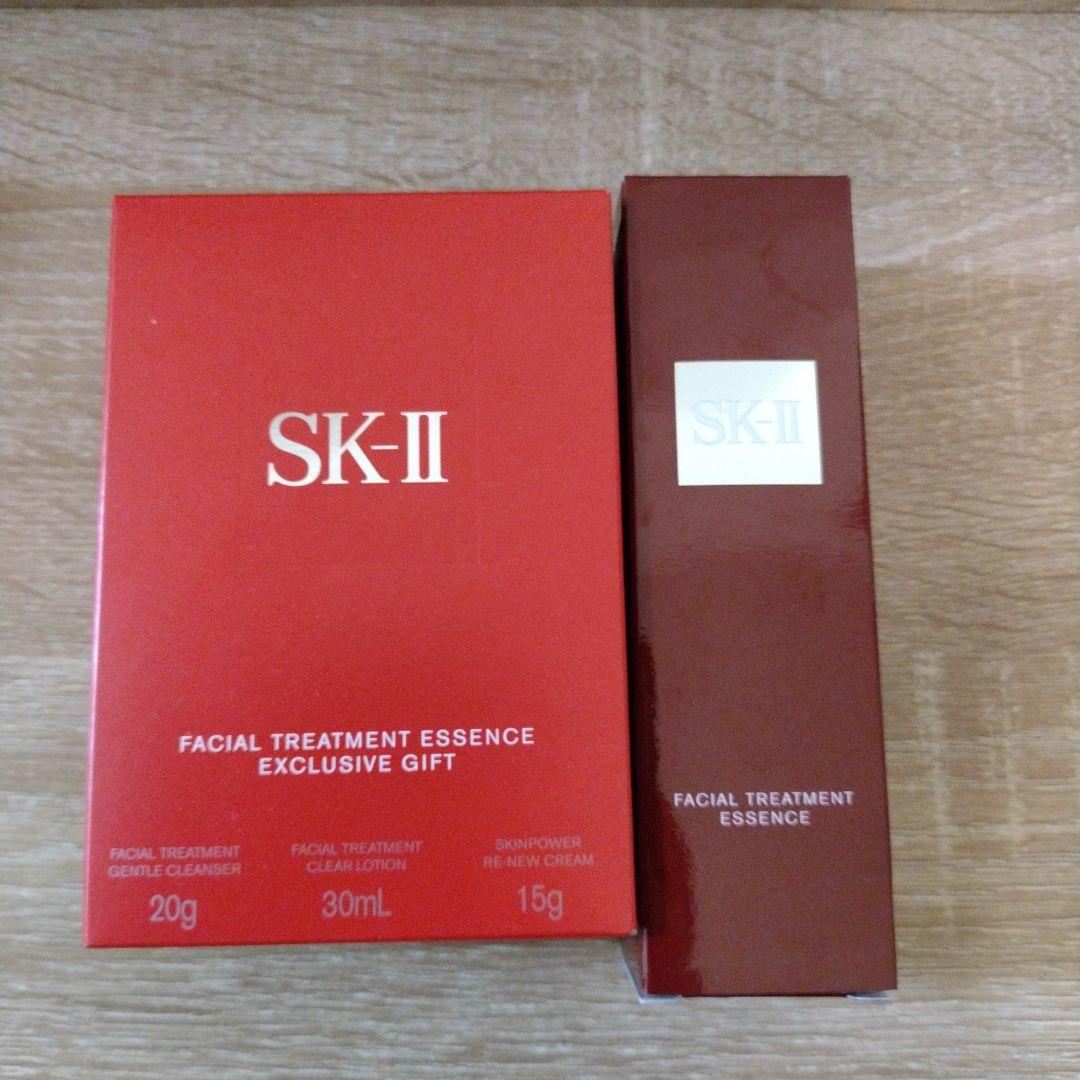 SK-II
FACIAL TREATMENT ESSENCE
EXCLUSIVE GIFT
FACIAL TREATMENT
GENTLE CLEANSER
20g
FACIAL TREATMENT
CLEAR LOTION
30mL
SKINPOWER
RE-NEW CREAM
15g
SK-II
FACIAL TREATMENT
ESSENCE